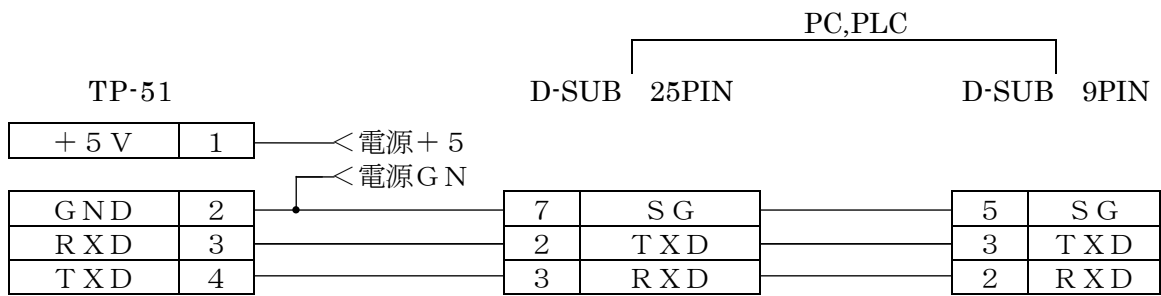 PC,PLC
TP-51 D-SUB 25PIN D-SUB 9PIN
+5V 1 電源+5
電源GN
GND 2 7 SG 5 SG
RXD 3 2 TXD 3 TXD
TXD 4 3 RXD 2 RXD